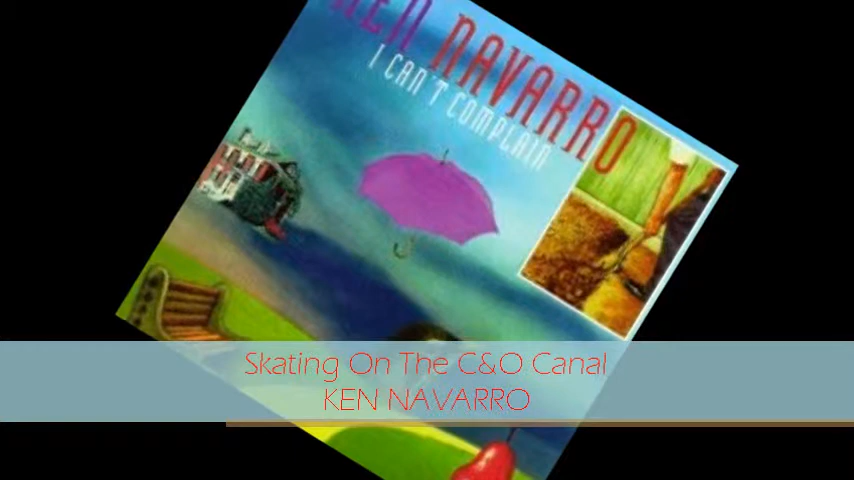 KEN NAVARRO
I CAN'T COMPLAIN
Skating On The C&O Canal
KEN NAVARRO